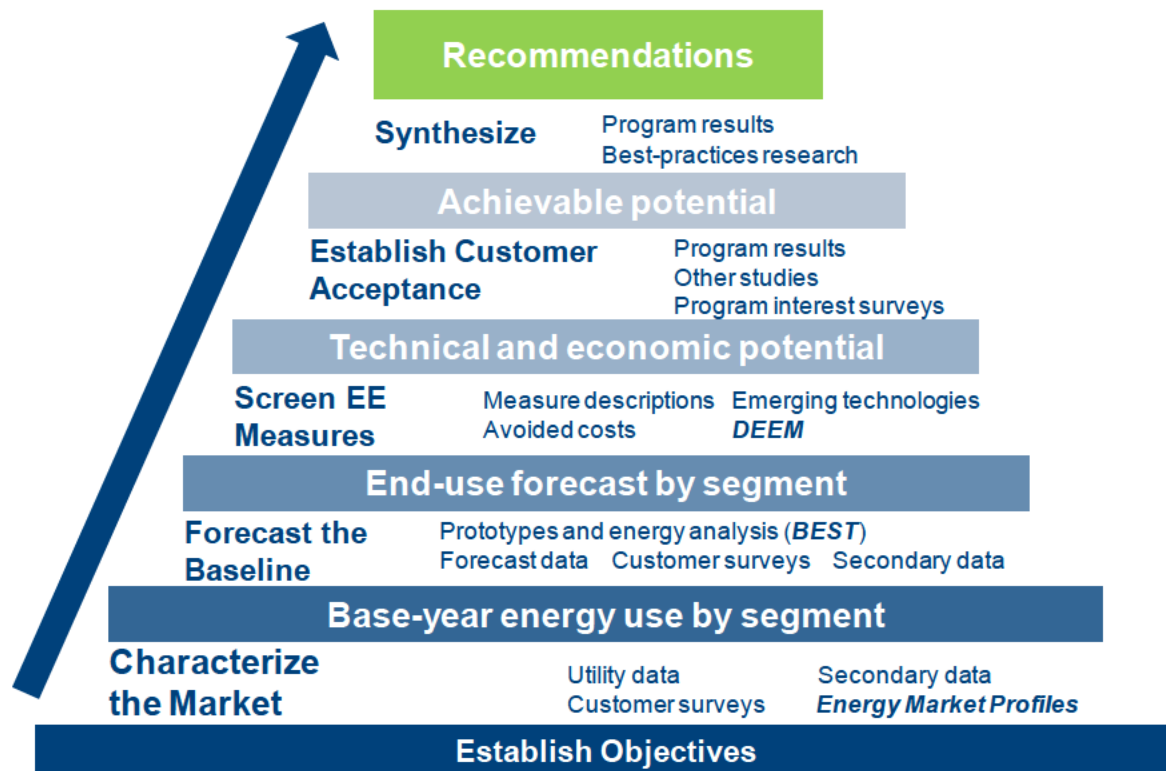 Recommendations
Synthesize
Program results
Best-practices research
Achievable potential
Establish Customer
Acceptance
Program results
Other studies
Program interest surveys
Technical and economic potential
Screen EE
Measures
Measure descriptions Emerging technologies
Avoided costs DEEM
End-use forecast by segment
Forecast the
Baseline
Prototypes and energy analysis (BEST)
Forecast data Customer surveys Secondary data
Base-year energy use by segment
Characterize
the Market
Utility data Secondary data
Customer surveys Energy Market Profiles
Establish Objectives